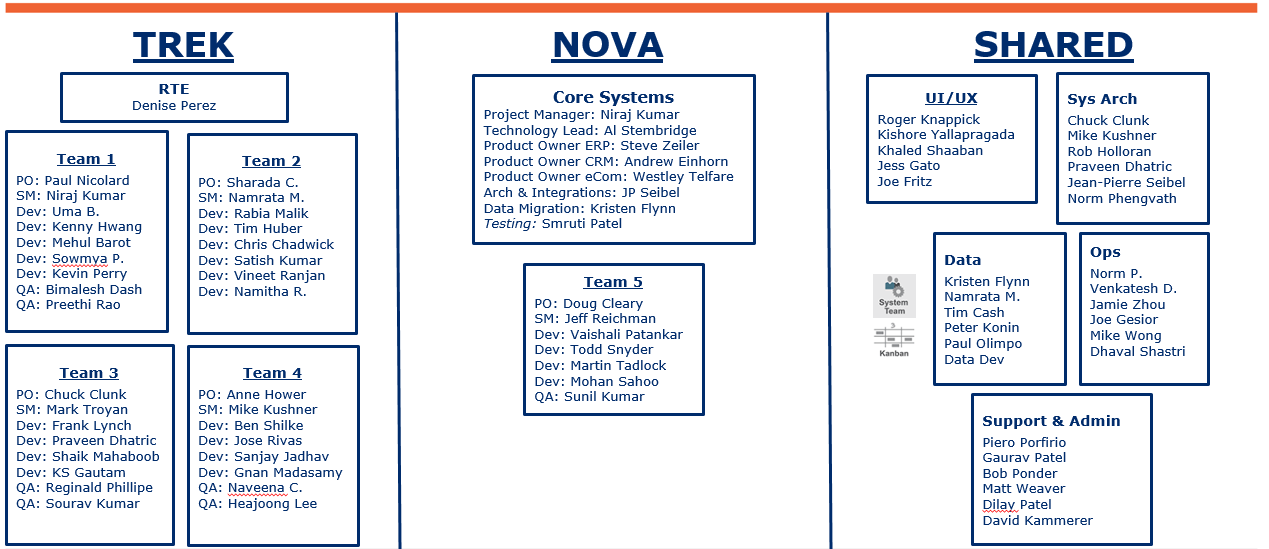 TREK
RTE
Denise Perez
Team 1
PO: Paul Nicolard
SM: Niraj Kumar
Dev: Uma B.
Dev: Kenny Hwang
Dev: Mehul Barot
Dev: Sowmya P.
Dev: Kevin Perry
QA: Bimalesh Dash
QA: Preethi Rao
Team 2
PO: Sharada C.
SM: Namrata M.
Dev: Rabia Malik
Dev: Tim Huber
Dev: Chris Chadwick
Dev: Satish Kumar
Dev: Vineet Ranjan
Dev: Namitha R.
Team 3
PO: Chuck Clunk
SM: Mark Troyan
Dev: Frank Lynch
Dev: Praveen Dhatric
Dev: Shaik Mahaboob
Dev: KS Gautam
QA: Reginald Phillipe
QA: Sourav Kumar
Team 4
PO: Anne Hower
SM: Mike Kushner
Dev: Ben Shilke
Dev: Jose Rivas
Dev: Sanjay Jadhav
Dev: Gnan Madasamy
QA: Naveena C.
QA: Heajoong Lee
NOVA
Core Systems
Project Manager: Niraj Kumar
Technology Lead: Al Stembridge
Product Owner ERP: Steve Zeiler
Product Owner CRM: Andrew Einhorn
Product Owner eCom: Westley Telfare
Arch & Integrations: JP Seibel
Data Migration: Kristen Flynn
Testing: Smruti Patel
Team 5
PO: Doug Cleary
SM: Jeff Reichman
Dev: Vaishali Patankar
Dev: Todd Snyder
Dev: Martin Tadlock
Dev: Mohan Sahoo
QA: Sunil Kumar
SHARED
UI/UX
Roger Knappick
Kishore Yallapragada
Khaled Shaaban
Jess Gato
Joe Fritz
Sys Arch
Chuck Clunk
Mike Kushner
Rob Holloran
Praveen Dhatric
Jean-Pierre Seibel
Norm Phengvath
System
Team
3
Kanban
Data
Kristen Flynn
Namrata M.
Tim Cash
Peter Konin
Paul Olimpo
Data Dev
Ops
Norm P.
Venkatesh D.
Jamie Zhou
Joe Gesior
Mike Wong
Dhaval Shastri
Support & Admin
Piero Porfirio
Gaurav Patel
Bob Ponder
Matt Weaver
Dilay Patel
David Kammerer